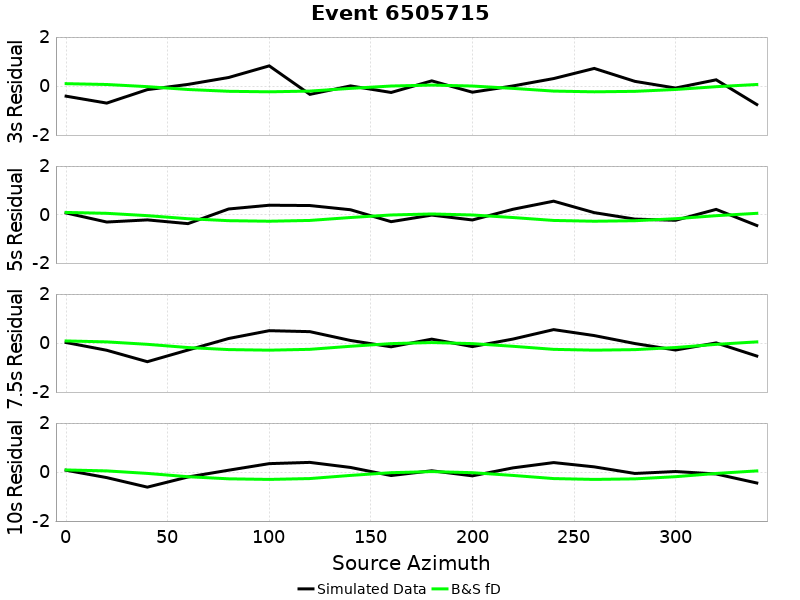 Event 6505715
3s Residual
2
0
-2
5s Residual
2
0
-2
7.5s Residual
2
0
-2
10s Residual
2
0
-2
0 50 100 150 200 250 300
Source Azimuth
Simulated Data B&S fD